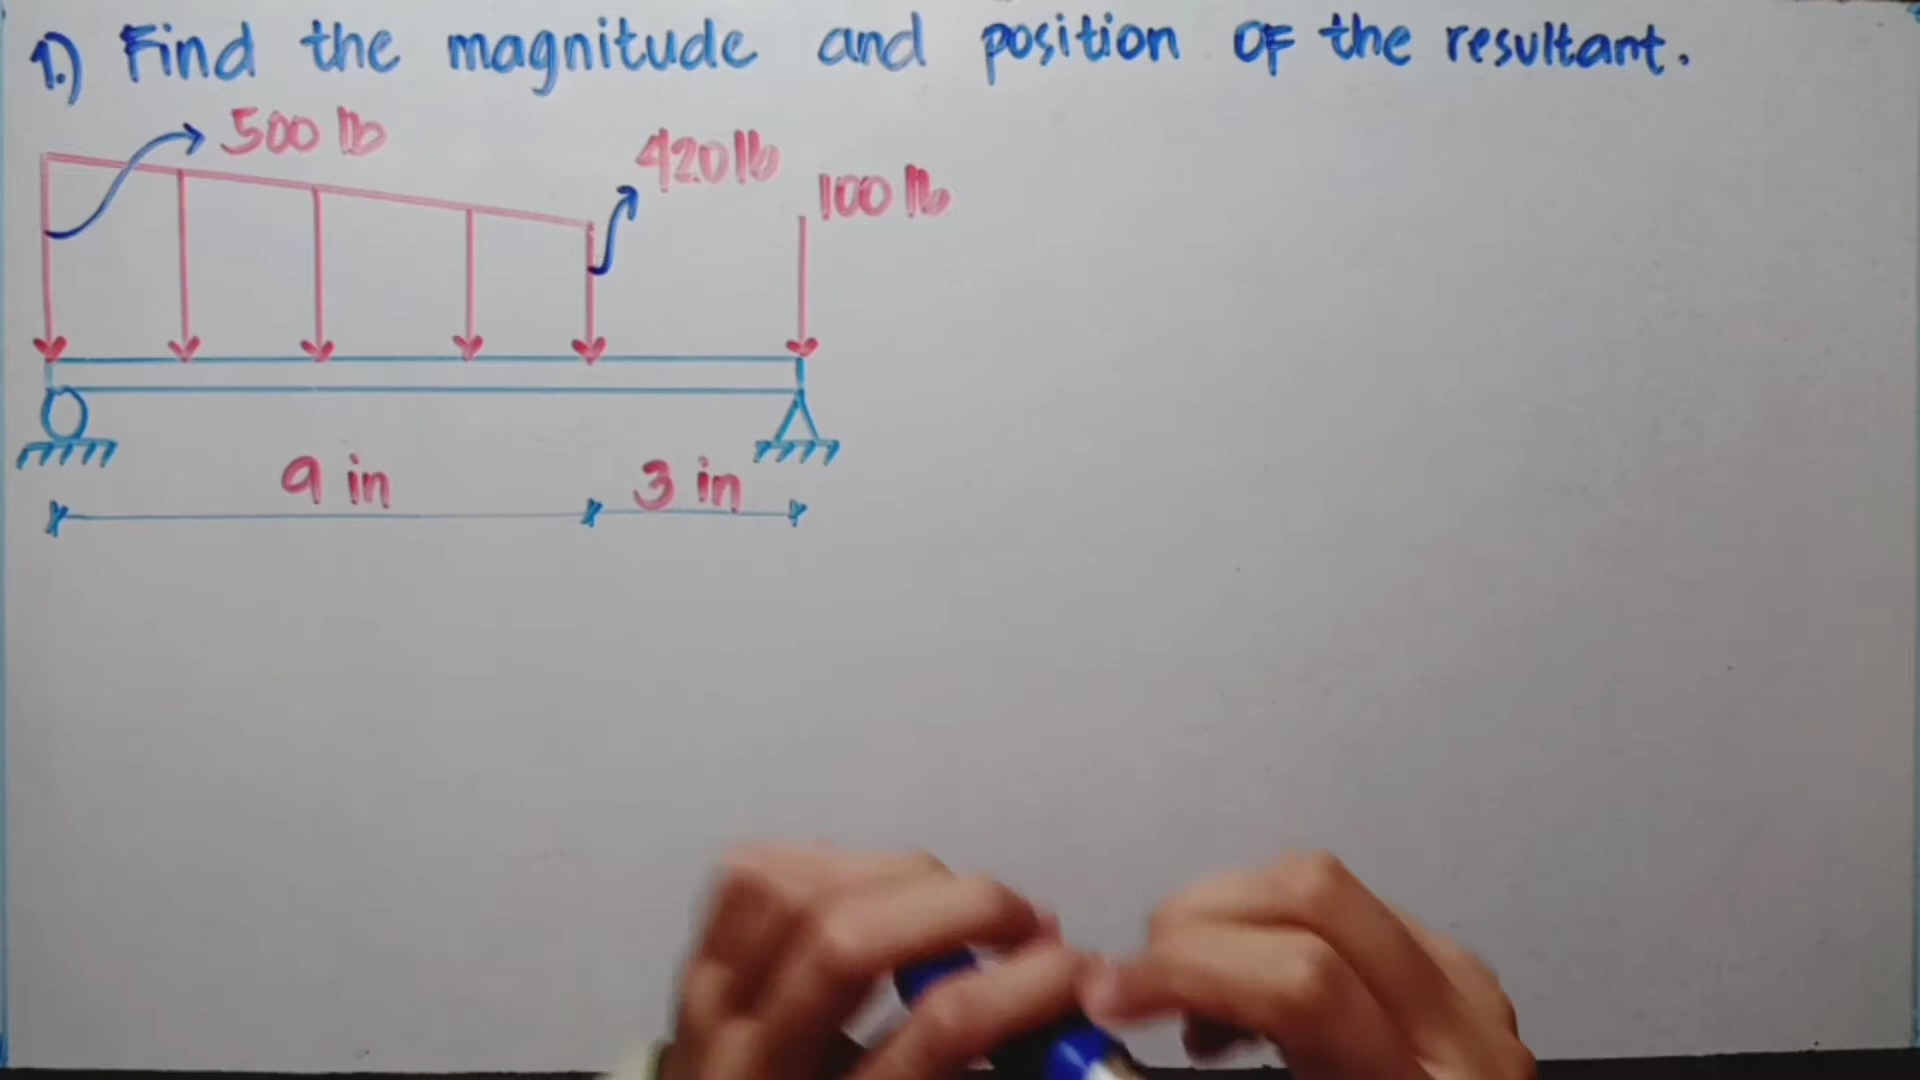 1.) Find the magnitude and position of the resultant.
500 lb
420 lb
100 lb
9 in
3 in